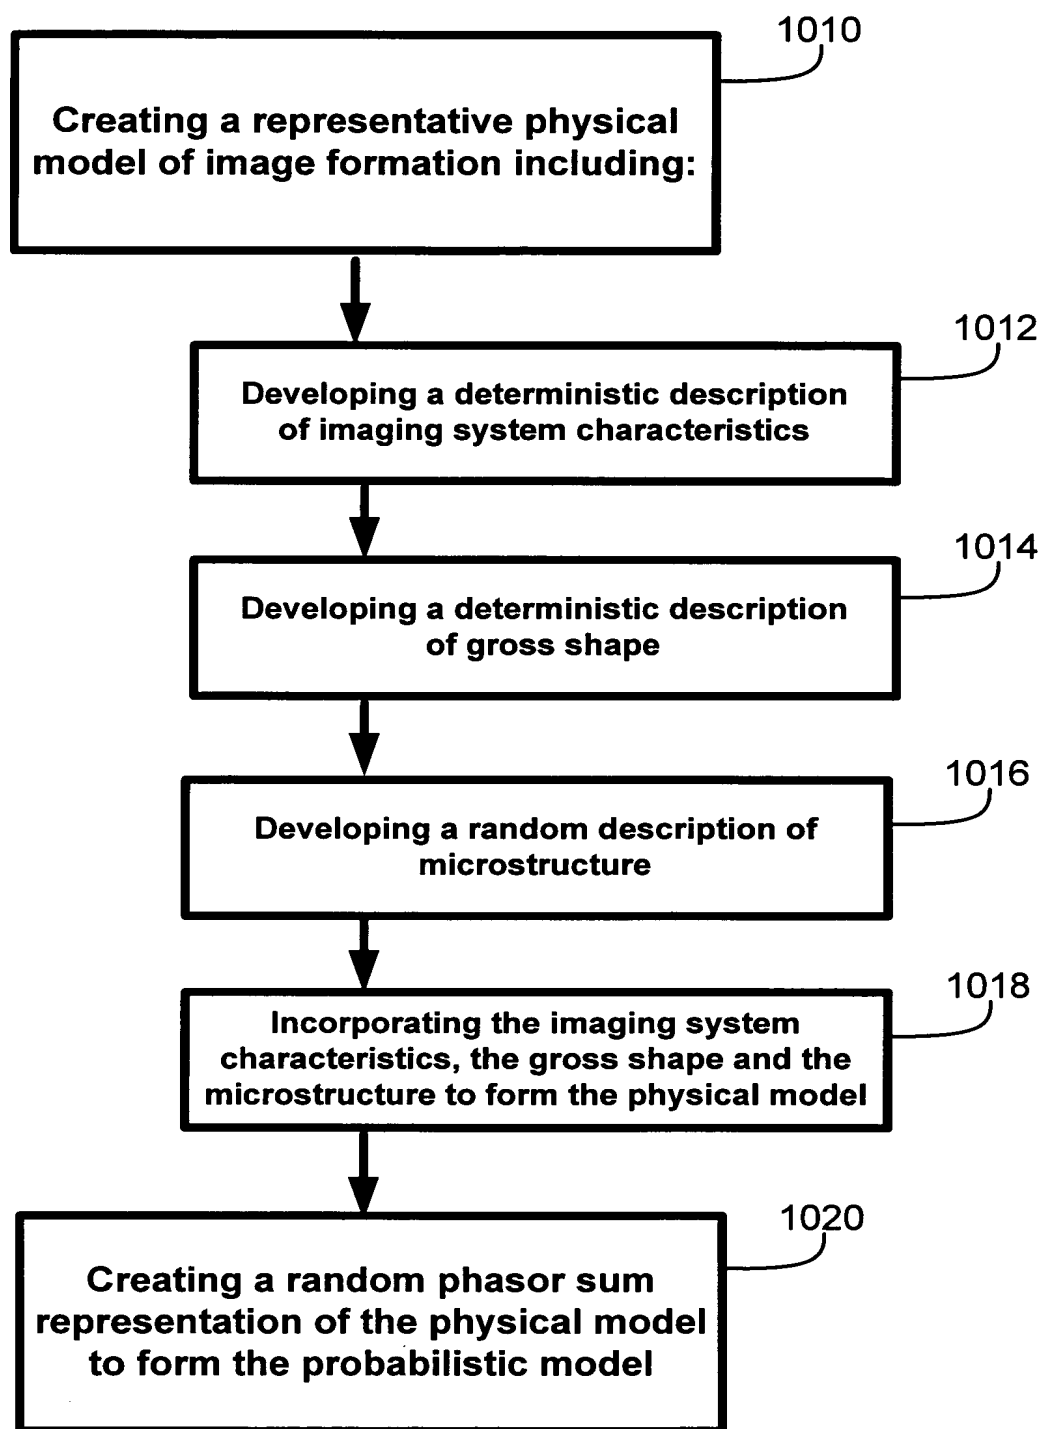 1010
Creating a representative physical
model of image formation including:
1012
Developing a deterministic description
of imaging system characteristics
1014
Developing a deterministic description
of gross shape
1016
Developing a random description of
microstructure
1018
Incorporating the imaging system
characteristics, the gross shape and the
microstructure to form the physical model
1020
Creating a random phasor sum
representation of the physical model
to form the probabilistic model